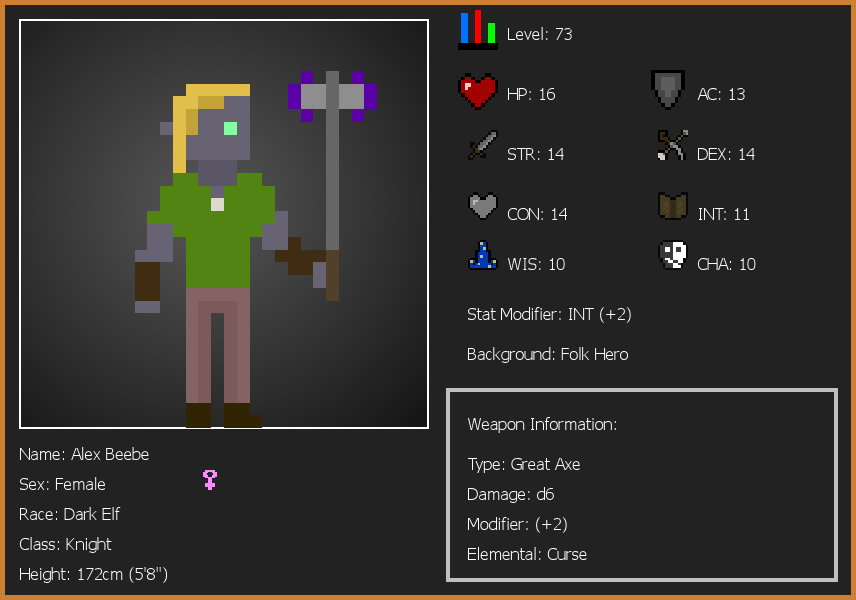 Level: 73
HP: 16
AC: 13
STR: 14
DEX: 14
CON: 14
INT: 11
WIS: 10
CHA: 10
Stat Modifier: INT (+2)
Background: Folk Hero
Weapon Information:
Type: Great Axe
Damage: d6
Modifier: (+2)
Elemental: Curse
Name: Alex Beebe
Sex: Female
Race: Dark Elf
Class: Knight
Height: 172cm (5'8")